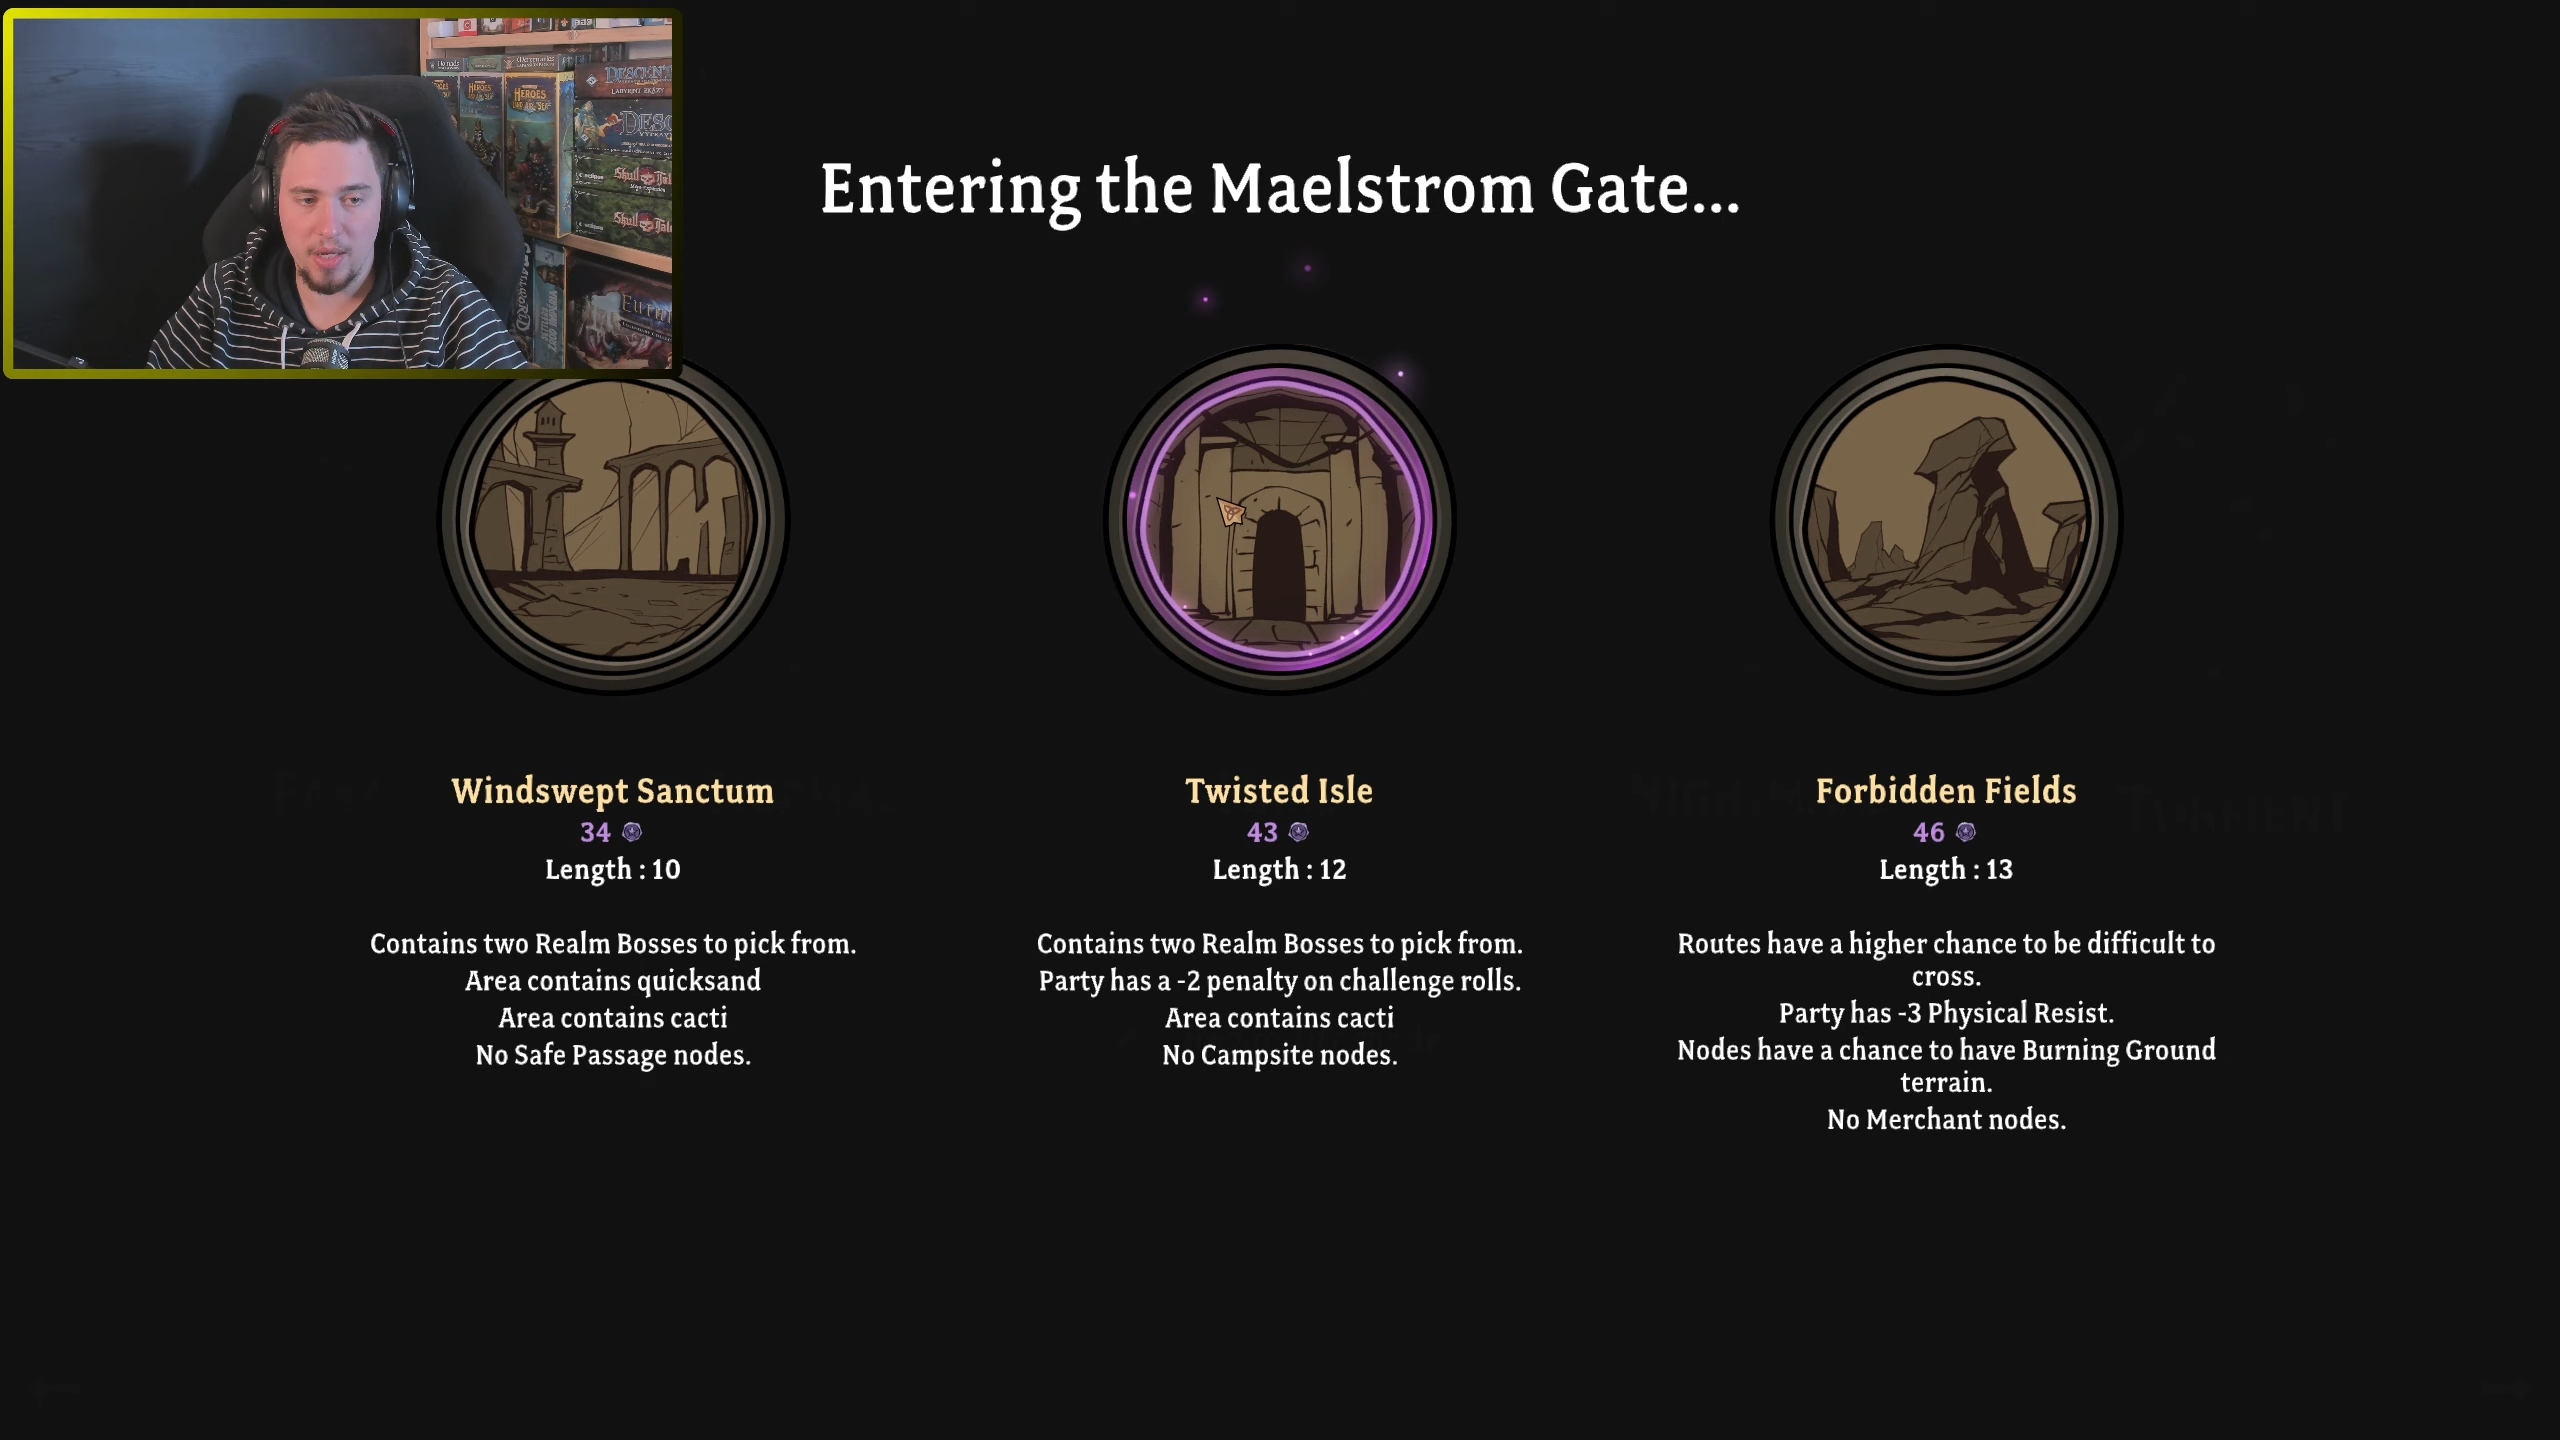 Entering the Maelstrom Gate...
HEROES
HEROES
DESCENT
Windswept Sanctum
34
Length : 10
Contains two Realm Bosses to pick from.
Area contains quicksand
Area contains cacti
No Safe Passage nodes.
Twisted Isle
43
Length : 12
Contains two Realm Bosses to pick from.
Party has a -2 penalty on challenge rolls.
Area contains cacti
No Campsite nodes.
Forbidden Fields
46
Length : 13
Routes have a higher chance to be difficult to
cross.
Party has -3 Physical Resist.
Nodes have a chance to have Burning Ground
terrain.
No Merchant nodes.